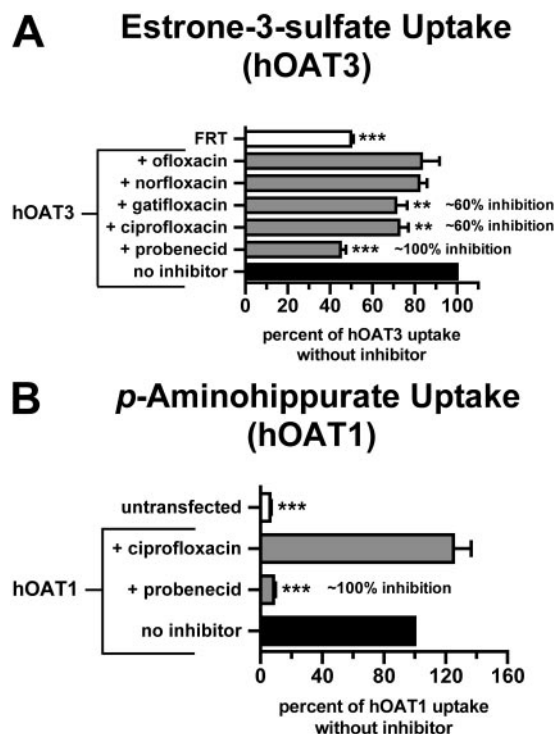 A
Estrone-3-sulfate Uptake
(hOAT3)
FRT
***
+ ofloxacin
+ norfloxacin
+ gatifloxacin
** ~60% inhibition
hOAT3
+ ciprofloxacin
** ~60% inhibition
+ probenecid
*** ~100% inhibition
no inhibitor
0 20 40 60 80 100
percent of hOAT3 uptake
without inhibitor
B
p-Aminohippurate Uptake
(hOAT1)
untransfected
***
+ ciprofloxacin
hOAT1
+ probenecid
*** ~100% inhibition
no inhibitor
0 40 80 120 160
percent of hOAT1 uptake
without inhibitor